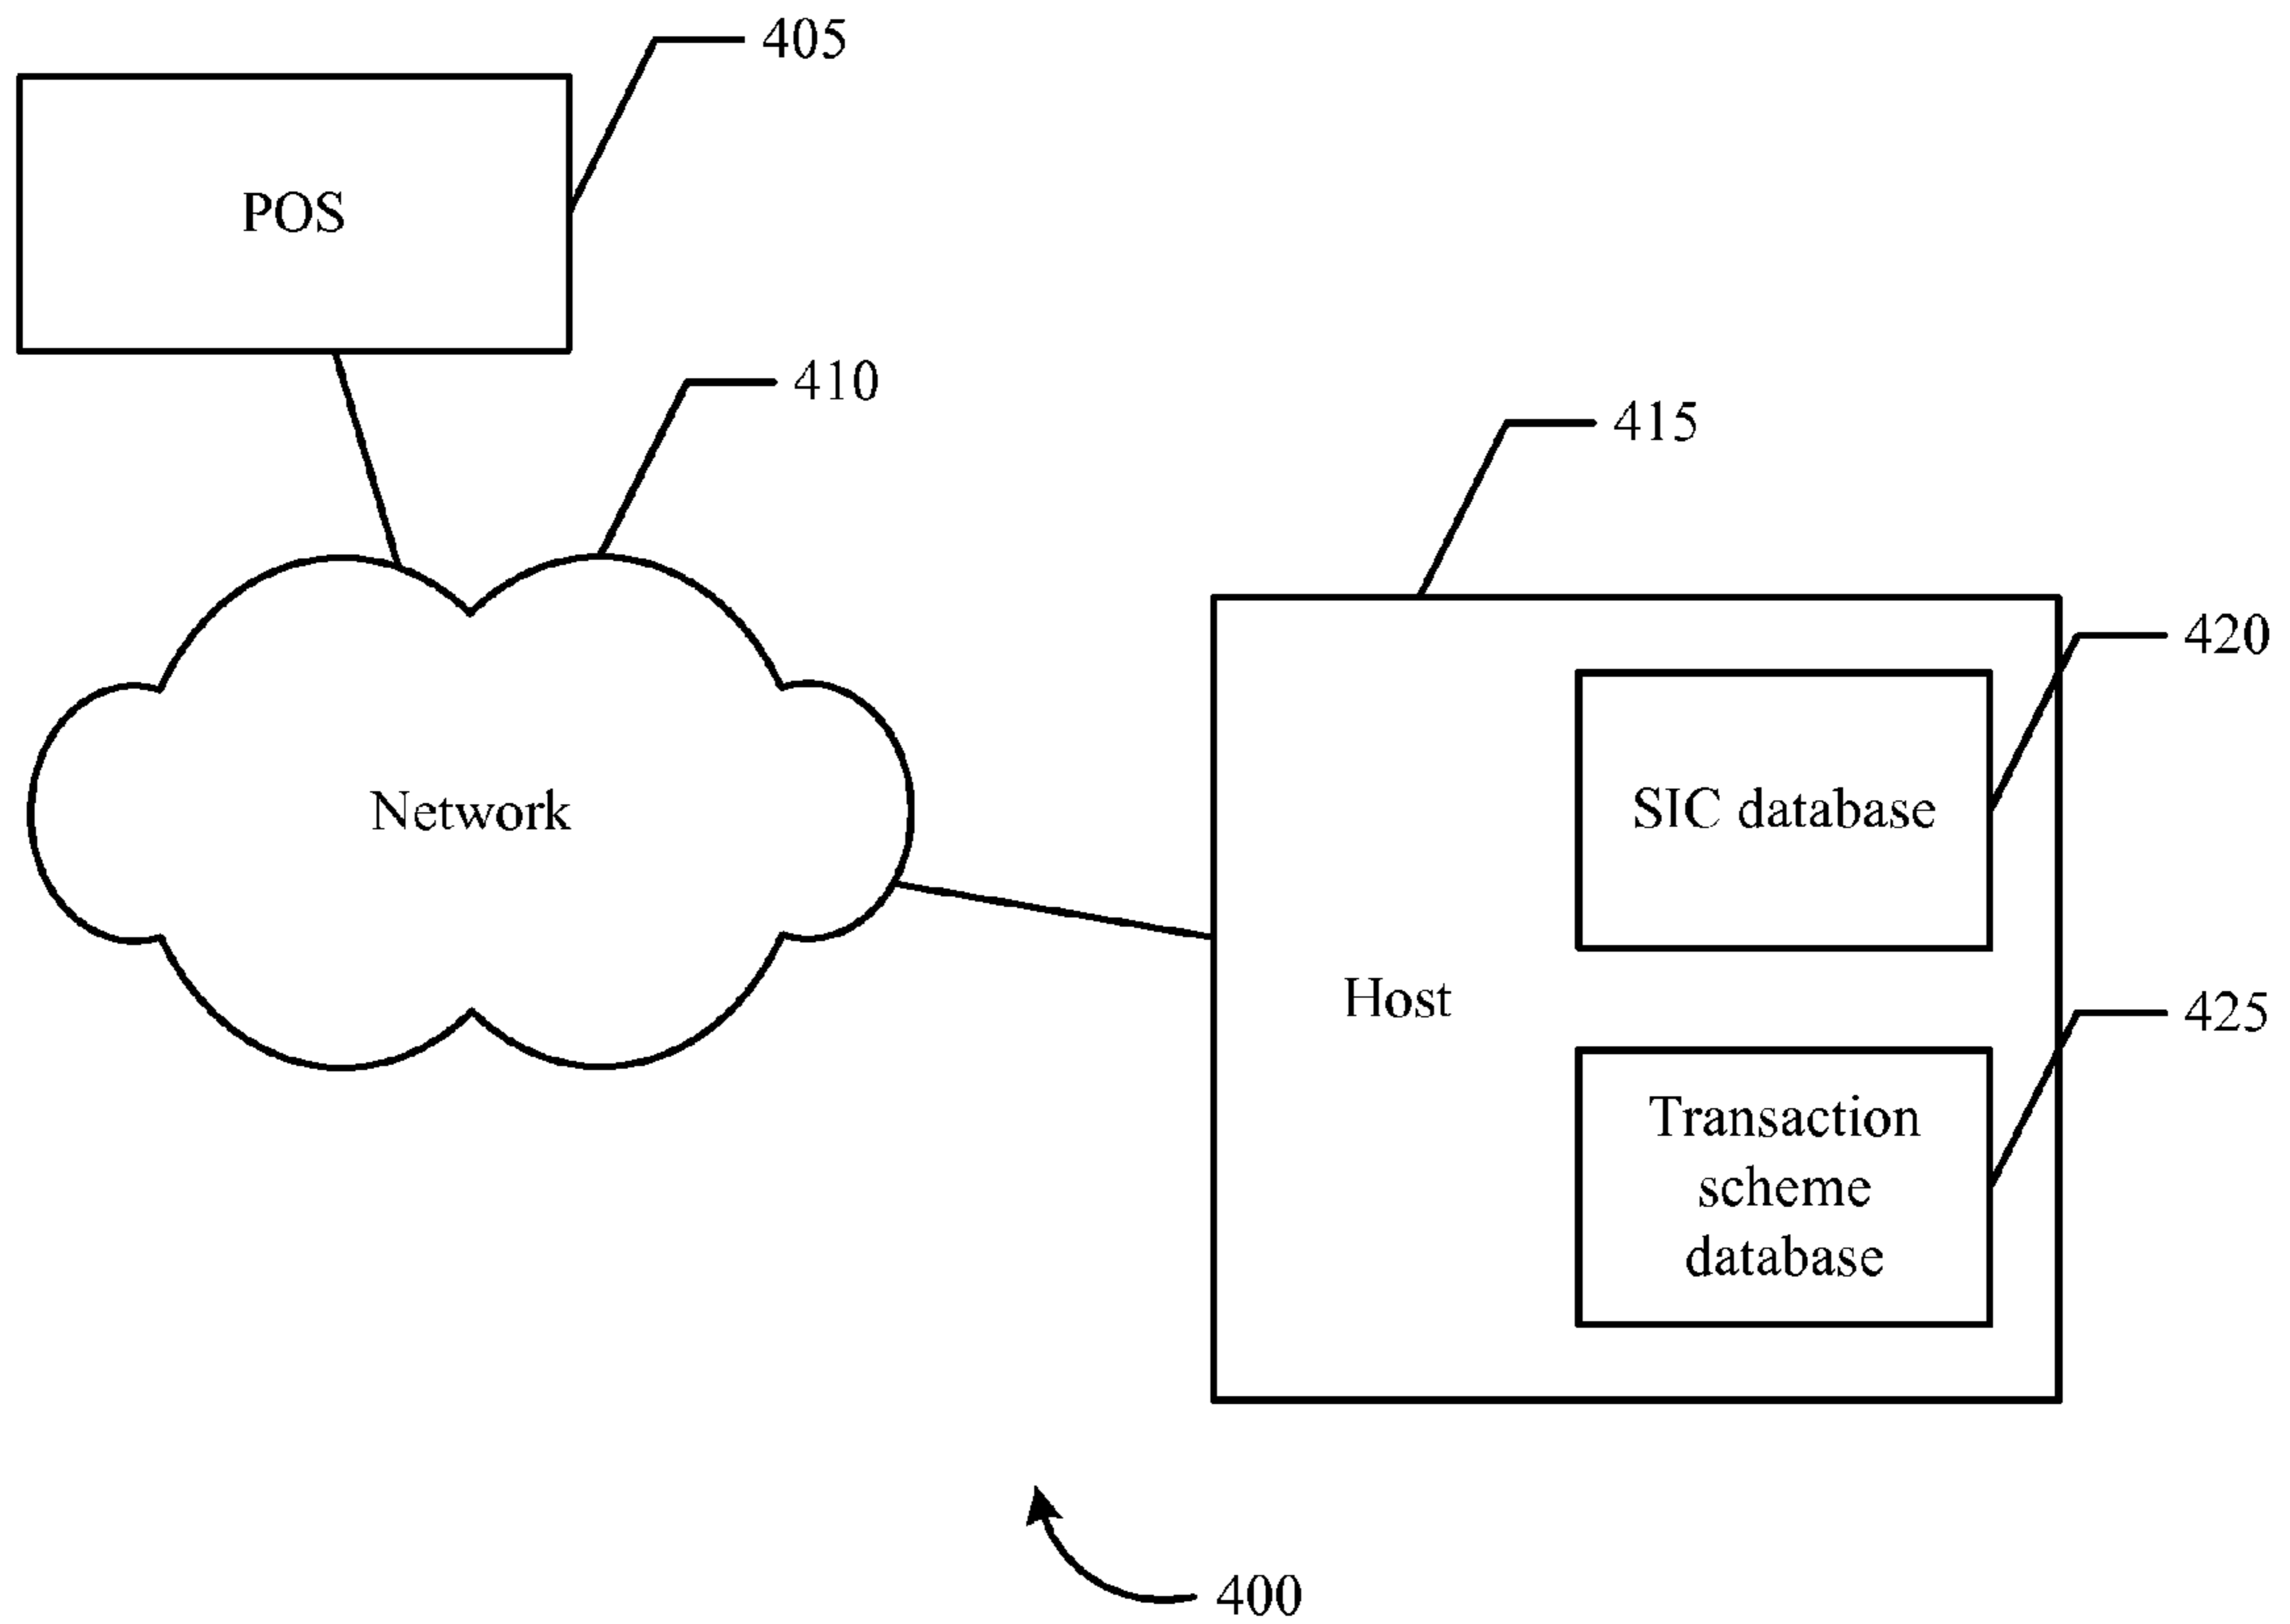 405
POS
410
415
420
SIC database
Network
Host
425
Transaction
scheme
database
400